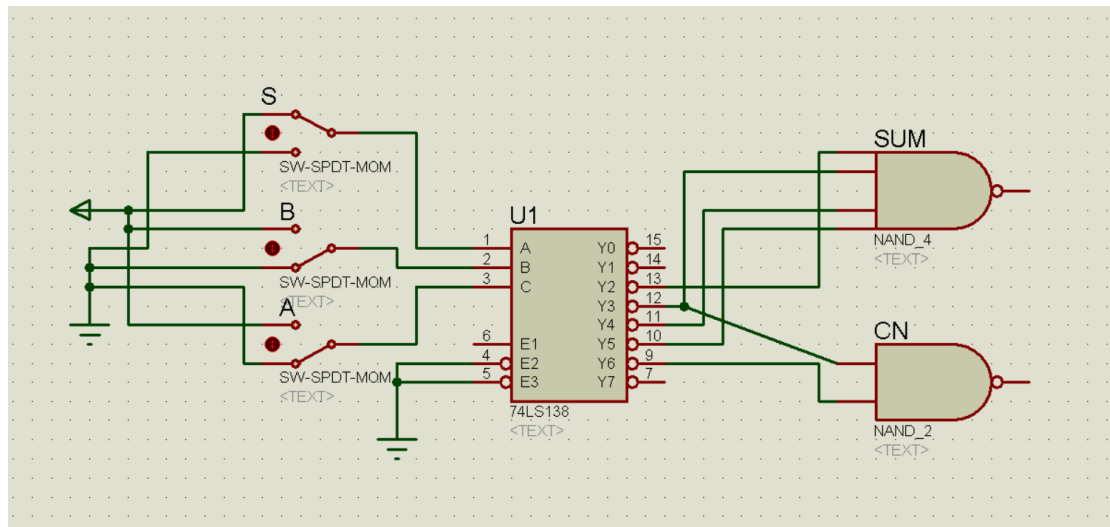 S
SW-SPDT-MOM
<TEXT>
B
SW-SPDT-MOM
<TEXT>
A
SW-SPDT-MOM
<TEXT>
U1
1 A Y0 15
2 B Y1 14
3 C Y2 13
Y3 12
Y4 11
6 E1 Y5 10
4 E2 Y6 9
5 E3 Y7 7
74LS138
<TEXT>
SUM
NAND_4
<TEXT>
CN
NAND_2
<TEXT>